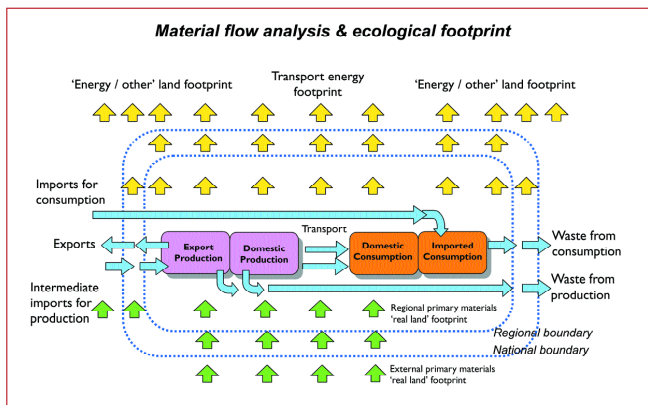 Material flow analysis & ecological footprint
'Energy / other' land footprint
Transport energy
footprint
'Energy / other' land footprint
Imports for
consumption
Transport
Exports
Export
Production
Domestic
Production
Domestic
Consumption
Imported
Consumption
Waste from
consumption
Intermediate
imports for
production
Waste from
production
Regional primary materials
'real land' footprint
Regional boundary
National boundary
External primary materials
'real land' footprint